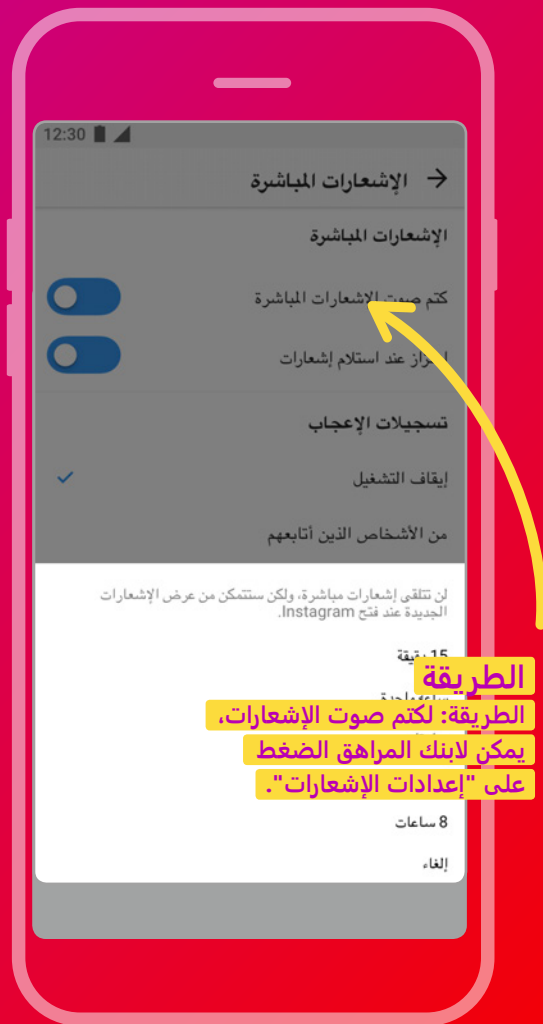 12:30
الإشعارات المباشرة
الإشعارات المباشرة
كتم صوت الإشعارات المباشرة
عند استلام إشعارات
تسجيلات الإعجاب
إيقاف التشغيل
من الأشخاص الذين أتابعهم
لن تتلقى إشعارات مباشرة، ولكن ستتمكن من عرض الإشعارات
الجديدة عند فتح Instagram.
15 دقيقة
الطريقة
الطريقة: لكتم صوت الإشعارات،
يمكن لابنك المراهق الضغط
على "إعدادات الإشعارات".
8 ساعات
إلغاء